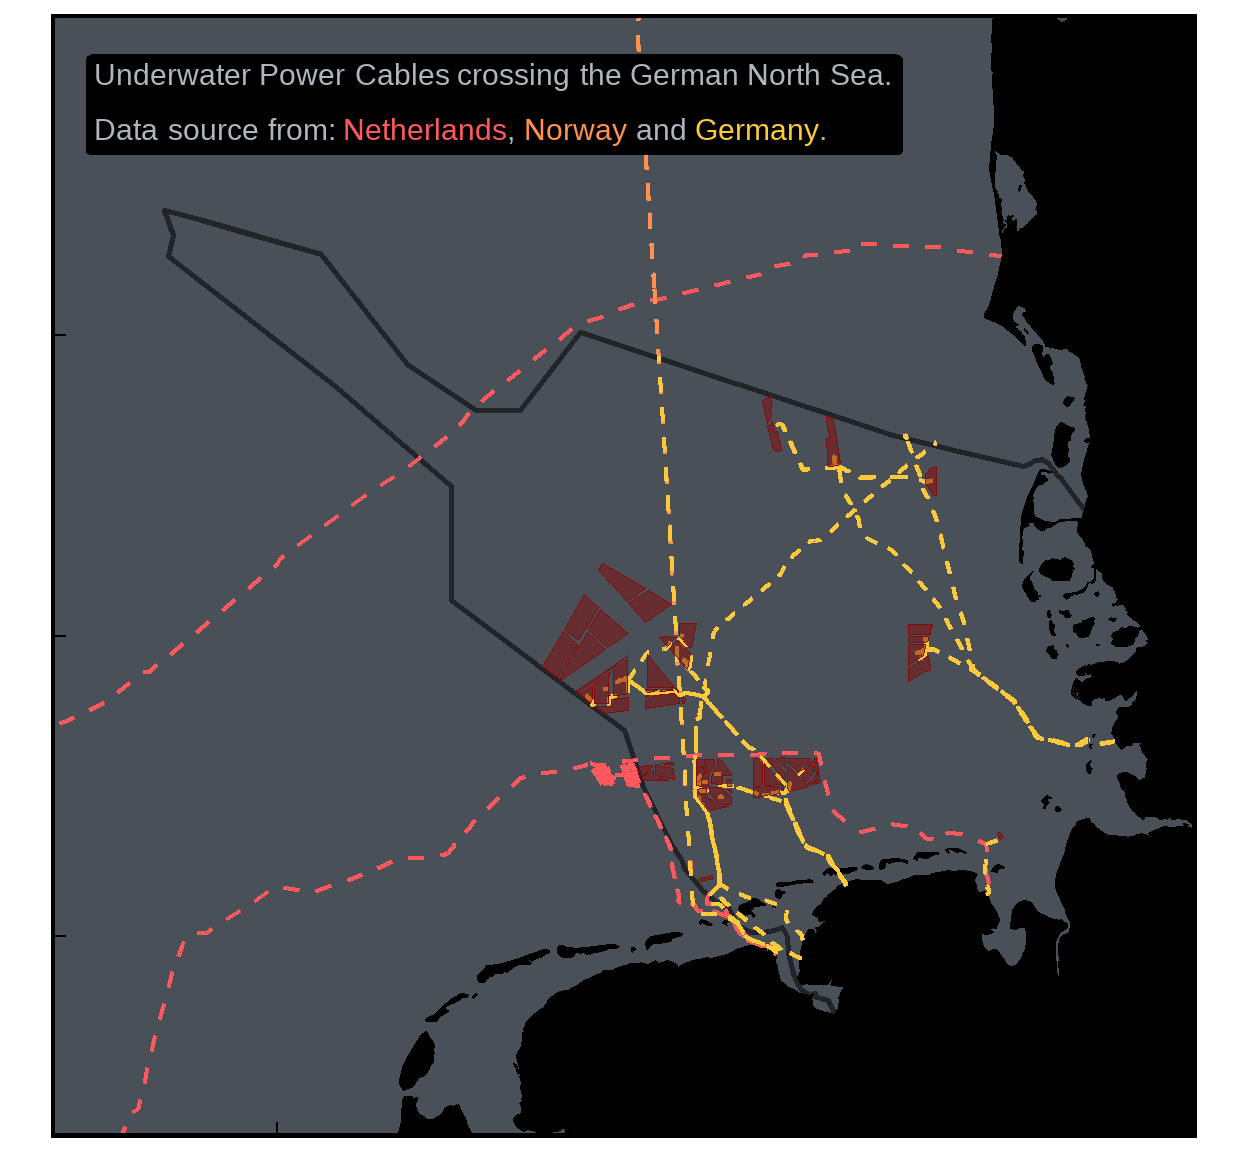 Underwater Power Cables crossing the German North Sea.
Data source from: Netherlands, Norway and Germany.